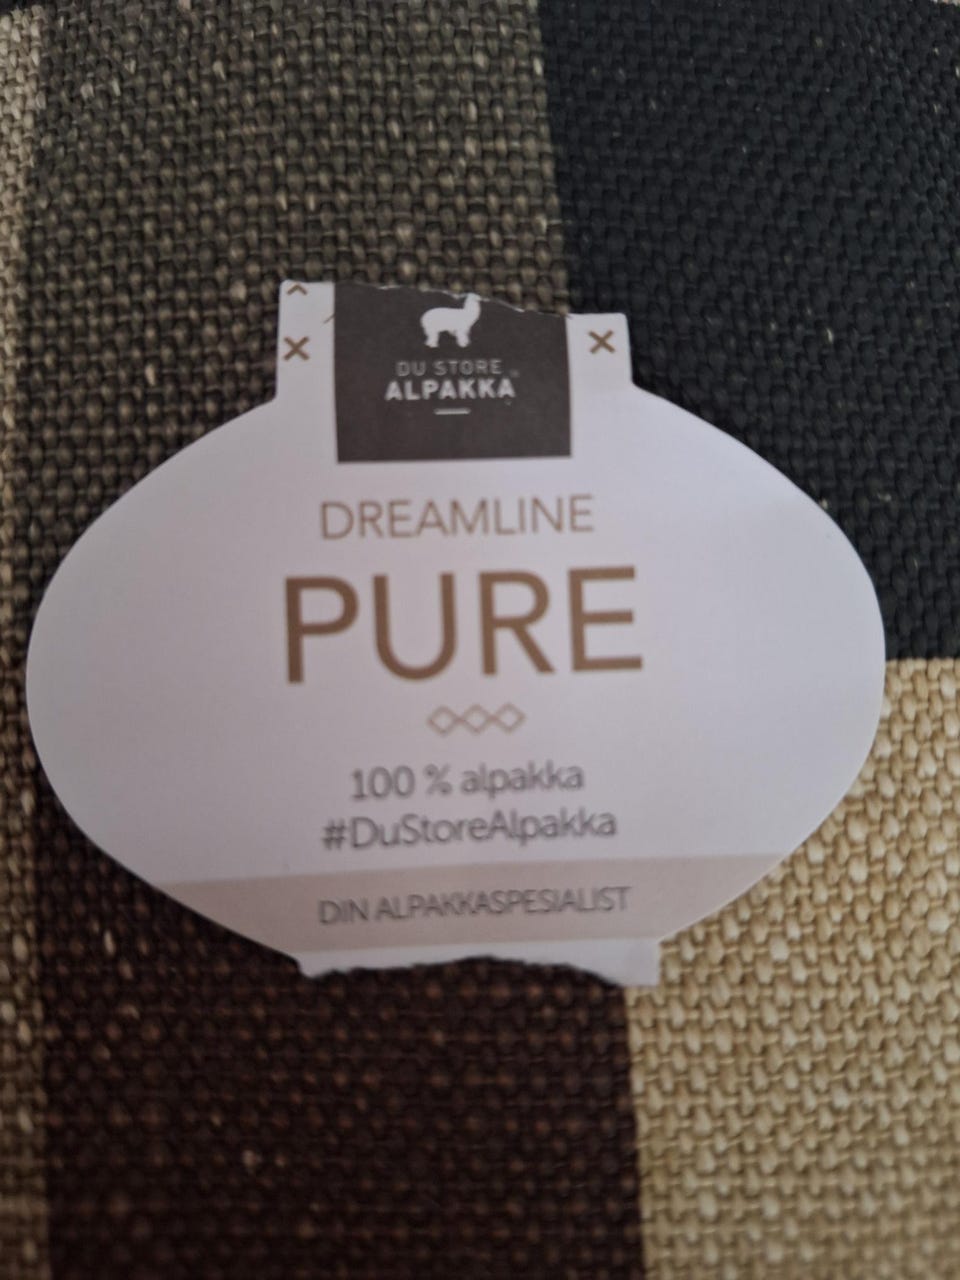 DU STORE
ALPAKKA
DREAMLINE
PURE
100 % alpakka
#DuStoreAlpakka
DIN ALPAKKASPESIALIST